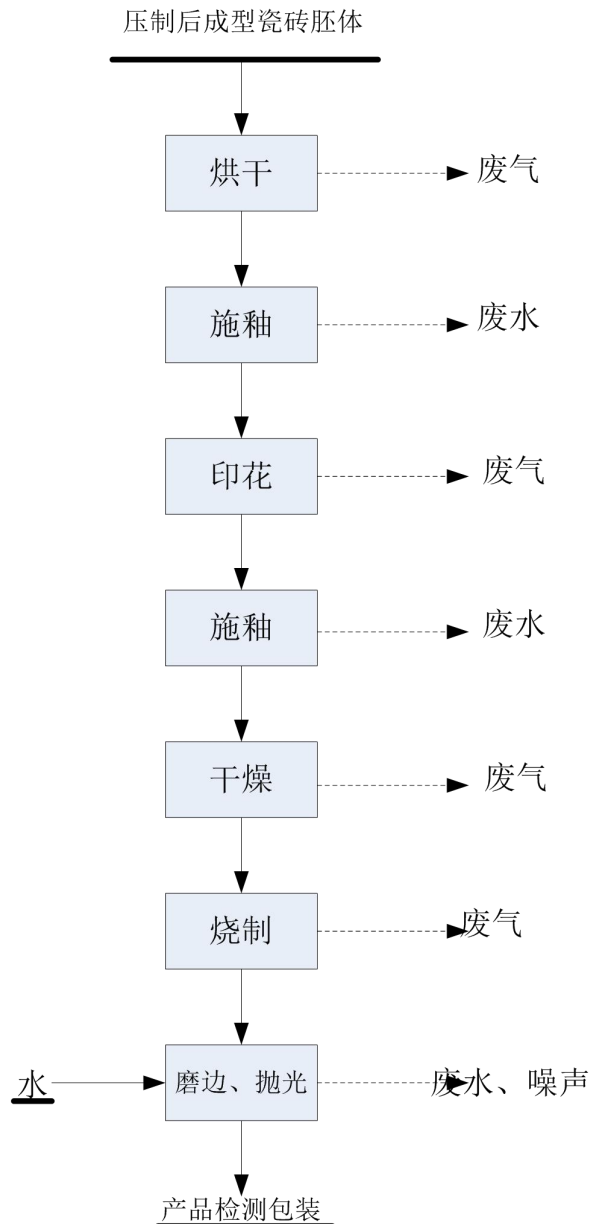 压制后成型瓷砖胚体
烘干
废气
施釉
废水
印花
废气
施釉
废水
干燥
废气
烧制
废气
水
磨边、抛光
废水、噪声
产品检测包装